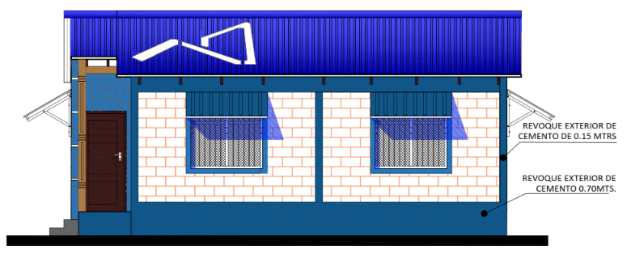 REVOQUE EXTERIOR DE
CEMENTO DE 0.15 MTRS
REVOQUE EXTERIOR DE
CEMENTO 0.70MTS.